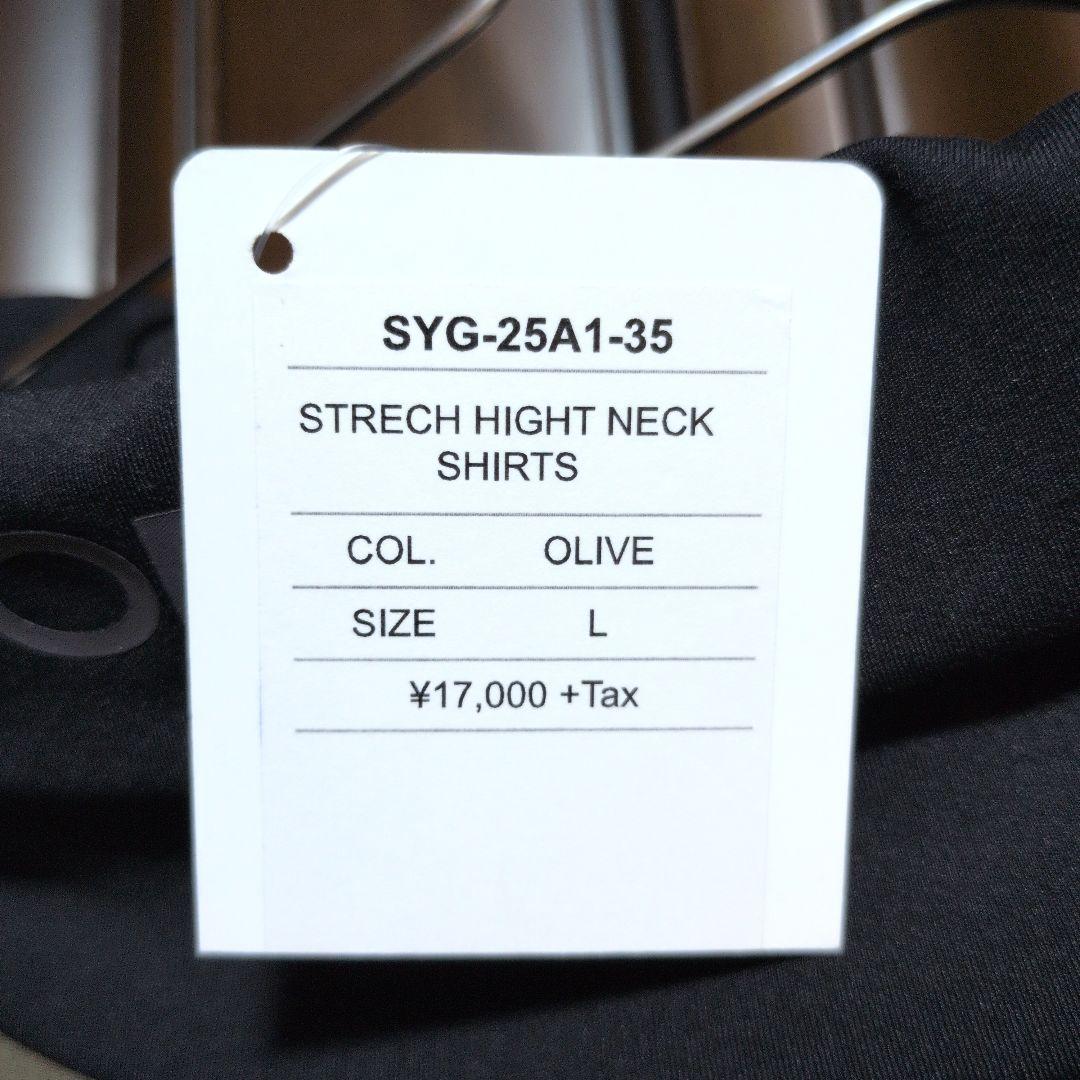 SYG-25A1-35
STRECH HIGHT NECK
SHIRTS
COL. OLIVE
SIZE L
¥17,000 +Tax